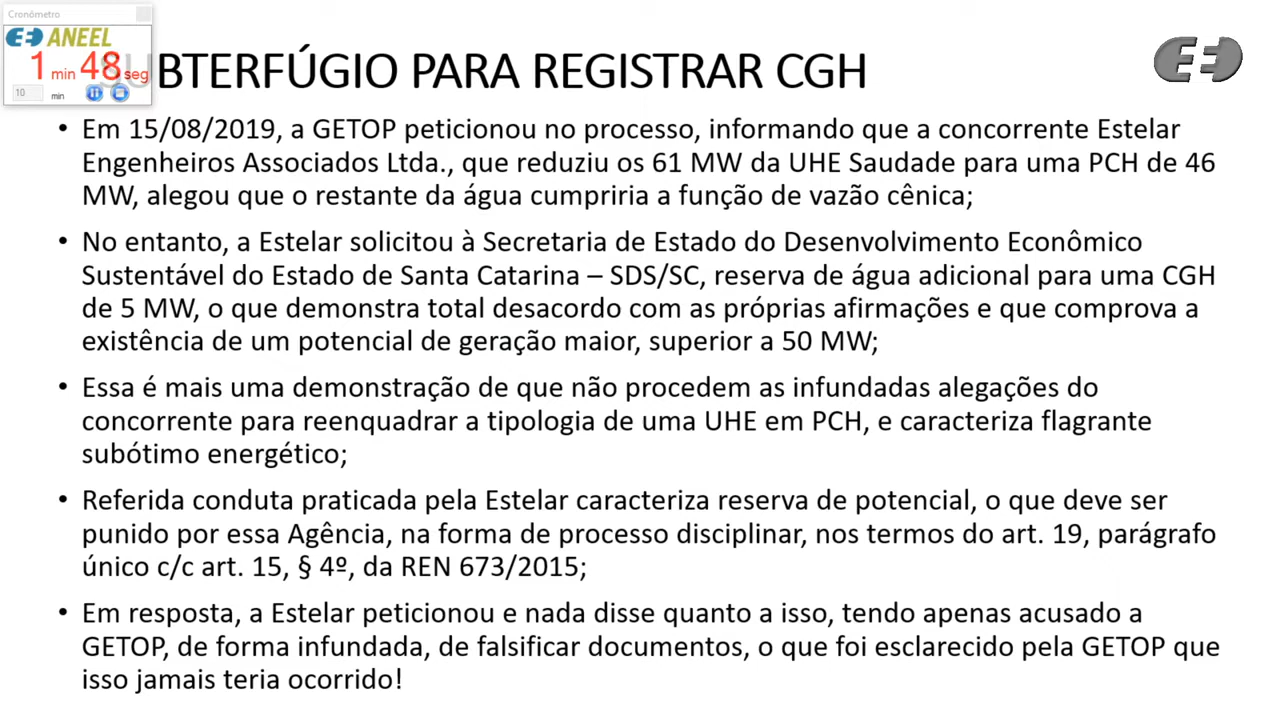 Cronômetro
ANEEL
1 min 48 seg
10 min
SUBTERFÚGIO PARA REGISTRAR CGH
• Em 15/08/2019, a GETOP peticionou no processo, informando que a concorrente Estelar
Engenheiros Associados Ltda., que reduziu os 61 MW da UHE Saudade para uma PCH de 46
MW, alegou que o restante da água cumpriria a função de vazão cênica;
• No entanto, a Estelar solicitou à Secretaria de Estado do Desenvolvimento Econômico
Sustentável do Estado de Santa Catarina – SDS/SC, reserva de água adicional para uma CGH
de 5 MW, o que demonstra total desacordo com as próprias afirmações e que comprova a
existência de um potencial de geração maior, superior a 50 MW;
• Essa é mais uma demonstração de que não procedem as infundadas alegações do
concorrente para reenquadrar a tipologia de uma UHE em PCH, e caracteriza flagrante
subótimo energético;
• Referida conduta praticada pela Estelar caracteriza reserva de potencial, o que deve ser
punido por essa Agência, na forma de processo disciplinar, nos termos do art. 19, parágrafo
único c/c art. 15, § 4º, da REN 673/2015;
• Em resposta, a Estelar peticionou e nada disse quanto a isso, tendo apenas acusado a
GETOP, de forma infundada, de falsificar documentos, o que foi esclarecido pela GETOP que
isso jamais teria ocorrido!